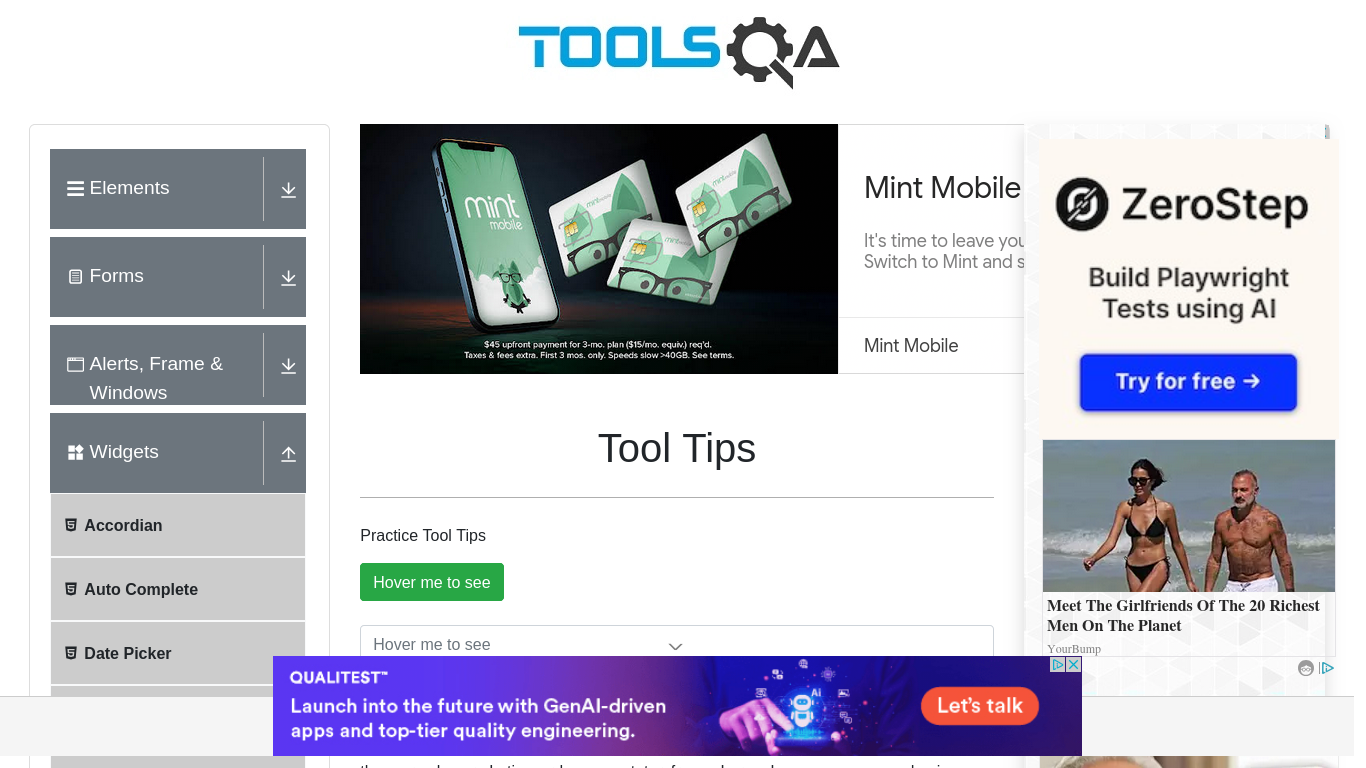 TOOLSQA
Elements
Forms
Alerts, Frame &
Windows
Widgets
Accordian
Auto Complete
Date Picker
mint
mobile
$45 upfront payment for 3-mo. plan ($15/mo. equiv.) req'd.
Taxes & fees extra. First 3 mos. only. Speeds slow >40GB. See terms.
Mint Mobile
It's time to leave you
Switch to Mint and s
Mint Mobile
Tool Tips
Practice Tool Tips
Hover me to see
Hover me to see
ZeroStep
Build Playwright
Tests using AI
Try for free →
Meet The Girlfriends Of The 20 Richest
Men On The Planet
YourBump
QUALITEST™
Launch into the future with GenAI-driven
apps and top-tier quality engineering.
Ai
Let's talk